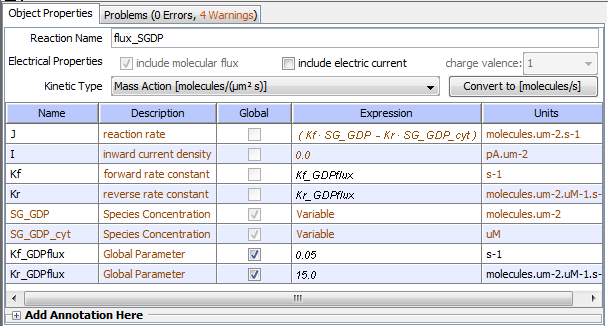 Object Properties Problems (0 Errors, 4 Warnings)
Reaction Name flux_SGDP
Electrical Properties include molecular flux include electric current charge valence: 1
Kinetic Type Mass Action [molecules/(µm² s)] Convert to [molecules/s]
Name Description Global Expression Units
J reaction rate ( Kf · SG_GDP - Kr · SG_GDP_cyt ) molecules.um-2.s-1
I inward current density 0.0 pA.um-2
Kf forward rate constant Kf_GDPflux s-1
Kr reverse rate constant Kr_GDPflux molecules.um-2.uM-1.s-
SG_GDP Species Concentration Variable molecules.um-2
SG_GDP_cyt Species Concentration Variable uM
Kf_GDPflux Global Parameter 0.05 s-1
Kr_GDPflux Global Parameter 15.0 molecules.um-2.uM-1.s-
Add Annotation Here